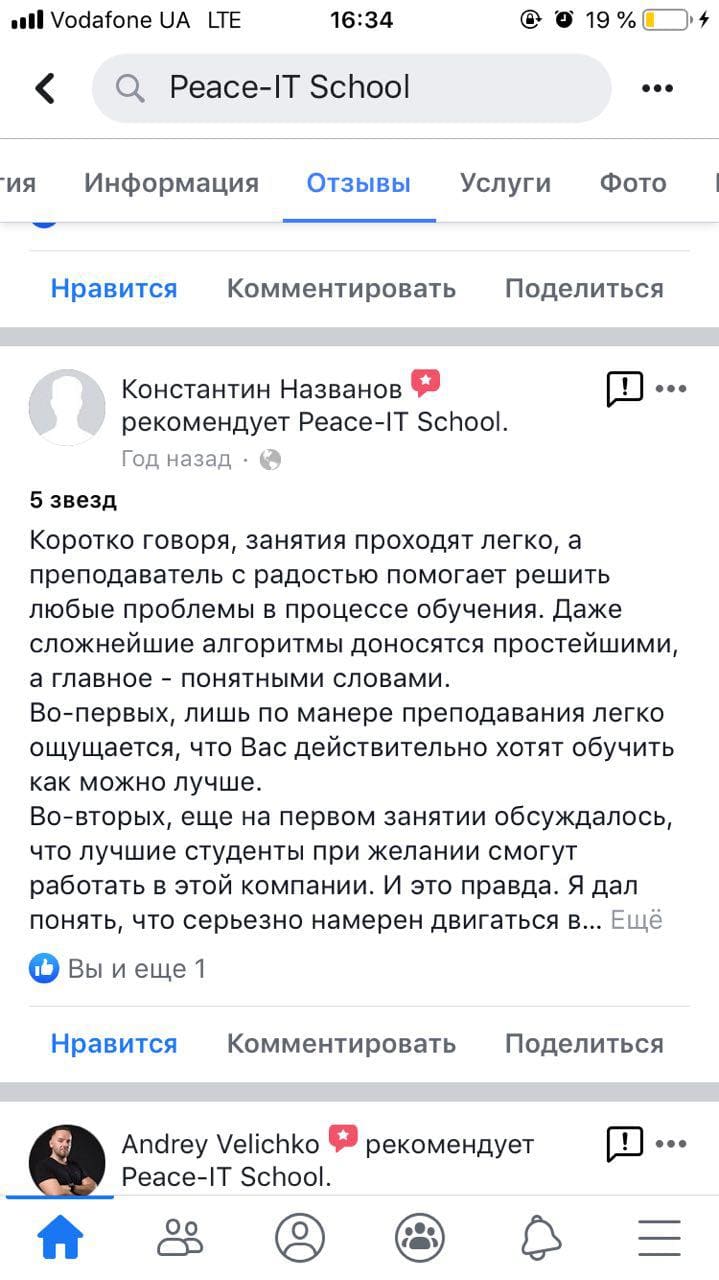 Vodafone UA LTE 16:34 19 %
Peace-IT School
гия Информация Отзывы Услуги Фото
Нравится Комментировать Поделиться
Константин Названов
рекомендует Peace-IT School.
Год назад ·
5 звезд
Коротко говоря, занятия проходят легко, а
преподаватель с радостью помогает решить
любые проблемы в процессе обучения. Даже
сложнейшие алгоритмы доносятся простейшими,
а главное - понятными словами.
Во-первых, лишь по манере преподавания легко
ощущается, что Вас действительно хотят обучить
как можно лучше.
Во-вторых, еще на первом занятии обсуждалось,
что лучшие студенты при желании смогут
работать в этой компании. И это правда. Я дал
понять, что серьезно намерен двигаться в... Ещё
Вы и еще 1
Нравится Комментировать Поделиться
Andrey Velichko рекомендует
Peace-IT School.